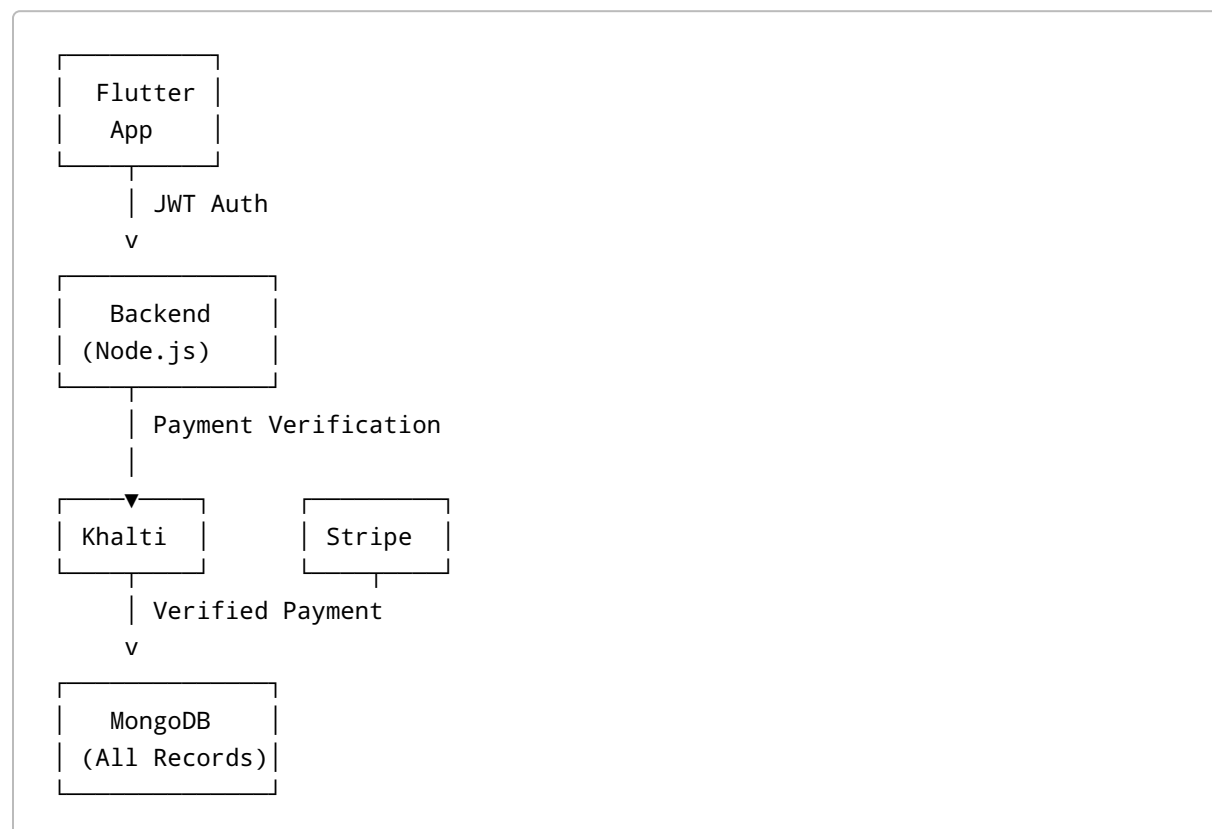 Flutter
App
JWT Auth
v
Backend
(Node.js)
Payment Verification
Khalti Stripe
Verified Payment
v
MongoDB
(All Records)